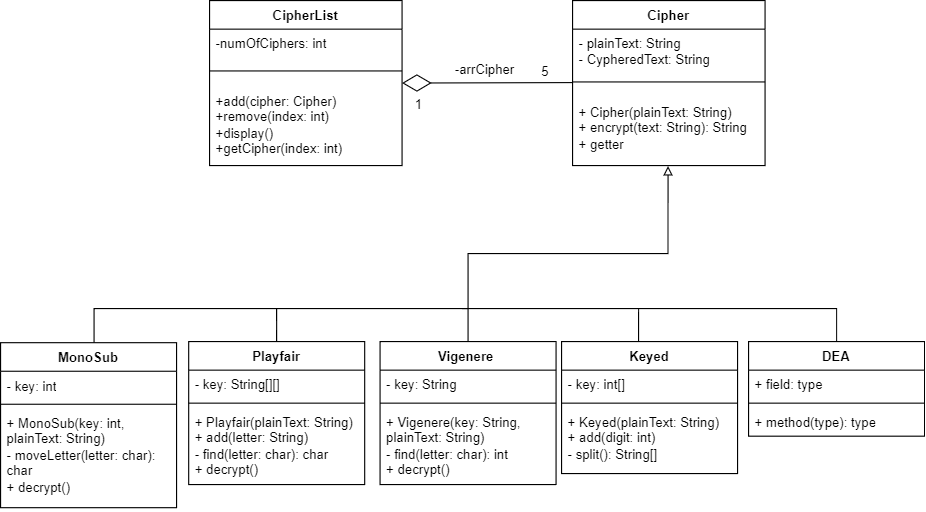 CipherList
-numOfCiphers: int
+add(cipher: Cipher)
+remove(index: int)
+display()
+getCipher(index: int)
-arrCipher
5
1
Cipher
- plainText: String
- CypheredText: String
+ Cipher(plainText: String)
+ encrypt(text: String): String
+ getter
MonoSub
- key: int
+ MonoSub(key: int,
plainText: String)
- moveLetter(letter: char):
char
+ decrypt()
Playfair
- key: String[][]
+ Playfair(plainText: String)
+ add(letter: String)
- find(letter: char): char
+ decrypt()
Vigenere
- key: String
+ Vigenere(key: String,
plainText: String)
- find(letter: char): int
+ decrypt()
Keyed
- key: int[]
+ Keyed(plainText: String)
+ add(digit: int)
- split(): String[]
DEA
+ field: type
+ method(type): type